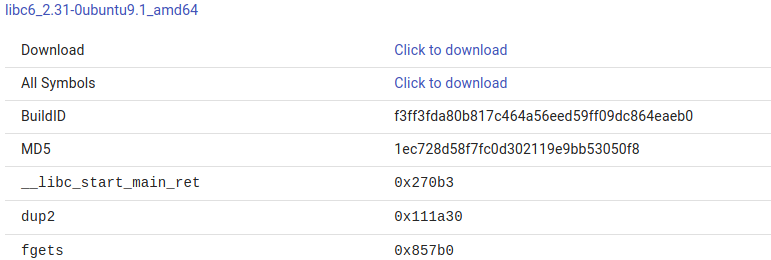 libc6_2.31-0ubuntu9.1_amd64
Download Click to download
All Symbols Click to download
BuildID f3ff3fda80b817c464a56eed59ff09dc864eaeb0
MD5 1ec728d58f7fc0d302119e9bb53050f8
__libc_start_main_ret 0x270b3
dup2 0x111a30
fgets 0x857b0